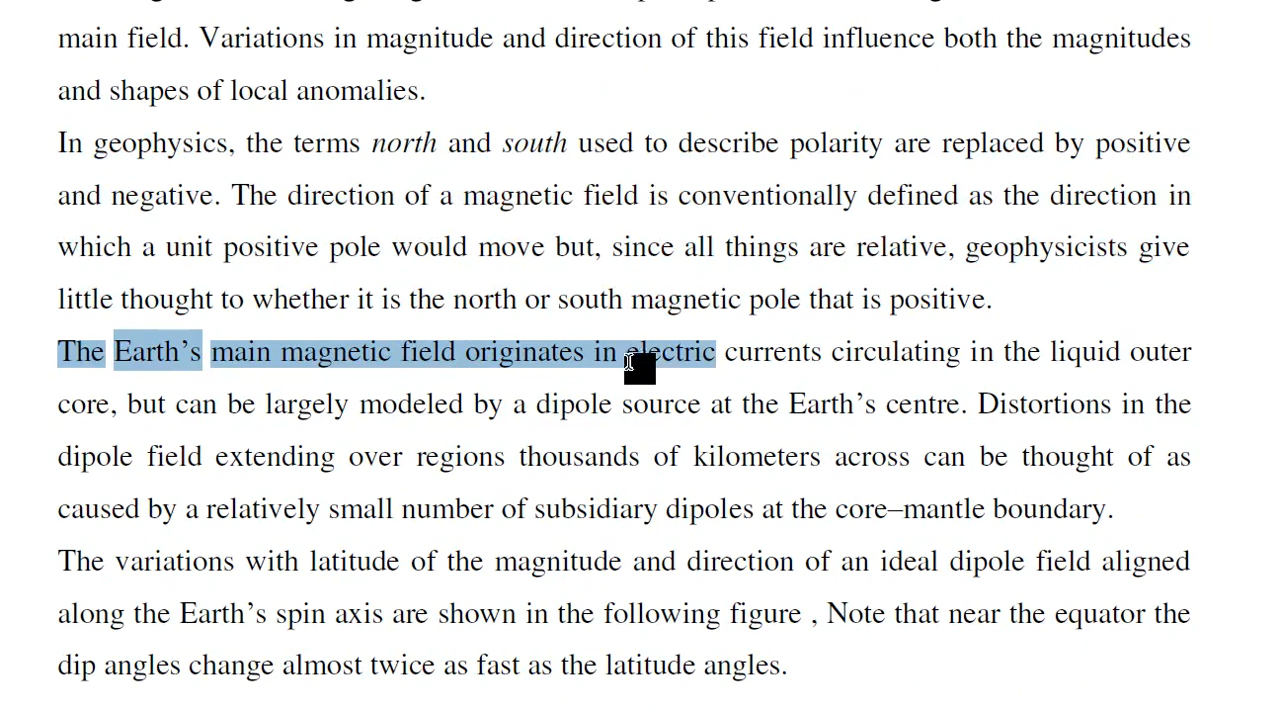 main field. Variations in magnitude and direction of this field influence both the magnitudes
and shapes of local anomalies.
In geophysics, the terms north and south used to describe polarity are replaced by positive
and negative. The direction of a magnetic field is conventionally defined as the direction in
which a unit positive pole would move but, since all things are relative, geophysicists give
little thought to whether it is the north or south magnetic pole that is positive.
The Earth’s main magnetic field originates in electric currents circulating in the liquid outer
core, but can be largely modeled by a dipole source at the Earth’s centre. Distortions in the
dipole field extending over regions thousands of kilometers across can be thought of as
caused by a relatively small number of subsidiary dipoles at the core–mantle boundary.
The variations with latitude of the magnitude and direction of an ideal dipole field aligned
along the Earth’s spin axis are shown in the following figure , Note that near the equator the
dip angles change almost twice as fast as the latitude angles.